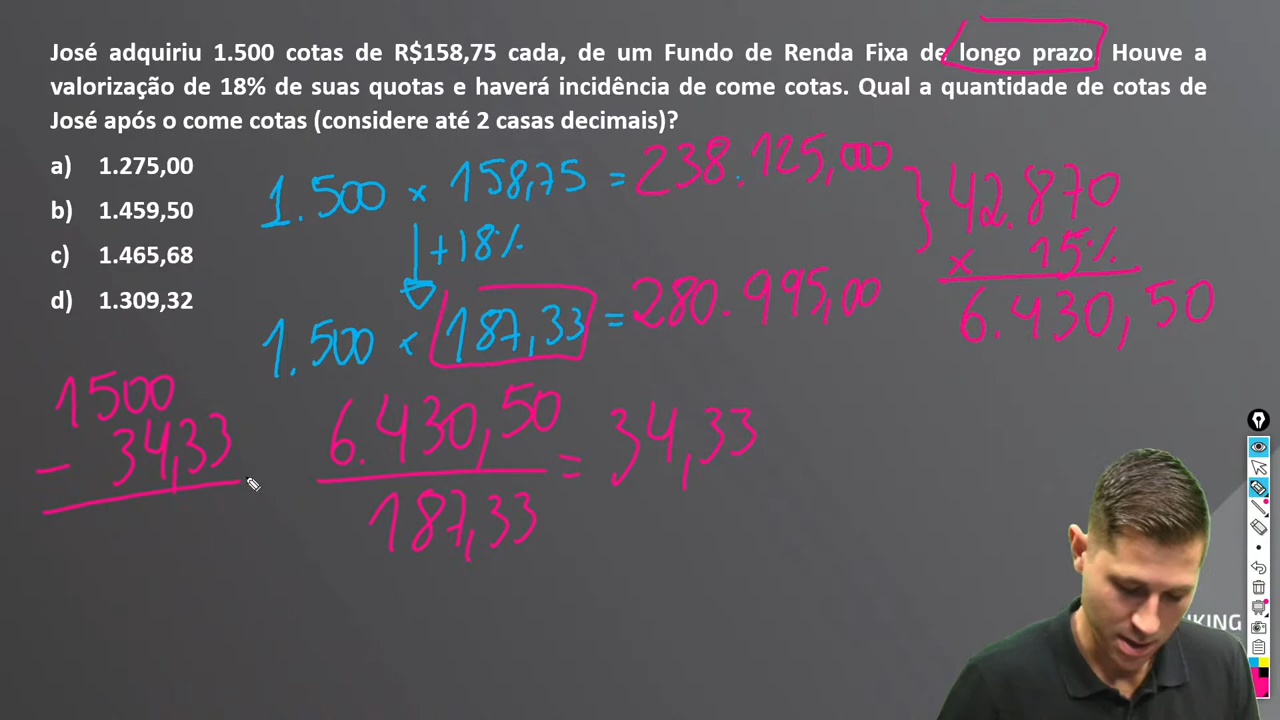 José adquiriu 1.500 cotas de R$158,75 cada, de um Fundo de Renda Fixa de longo prazo Houve a
valorização de 18% de suas quotas e haverá incidência de come cotas. Qual a quantidade de cotas de
José após o come cotas (considere até 2 casas decimais)?
a) 1.275,00
b) 1.459,50
c) 1.465,68
d) 1.309,32
1.500 × 158,75 = 238.125,000
+18%
1.500 × 187,33 = 280.995,00
} 42.870
× 15%
6.430,50
1500
- 34,33
6.430,50
187,33
= 34,33
KING